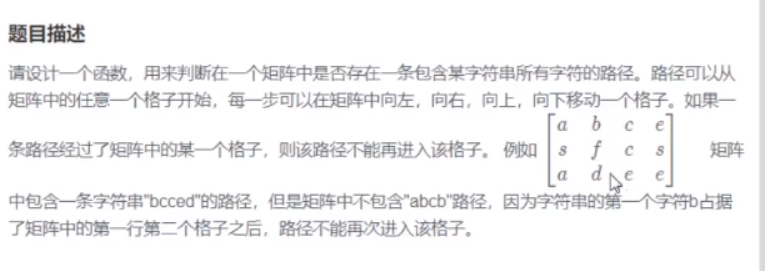 题目描述
请设计一个函数，用来判断在一个矩阵中是否存在一条包含某字符串所有字符的路径。路径可以从
矩阵中的任意一个格子开始，每一步可以在矩阵中向左，向右，向上，向下移动一个格子。如果一
条路径经过了矩阵中的某一个格子，则该路径不能再进入该格子。 例如 [a b c e
s f c s
a d e e] 矩阵
中包含一条字符串"bcced"的路径，但是矩阵中不包含"abcb"路径，因为字符串的第一个字符b占据
了矩阵中的第一行第二个格子之后，路径不能再次进入该格子。